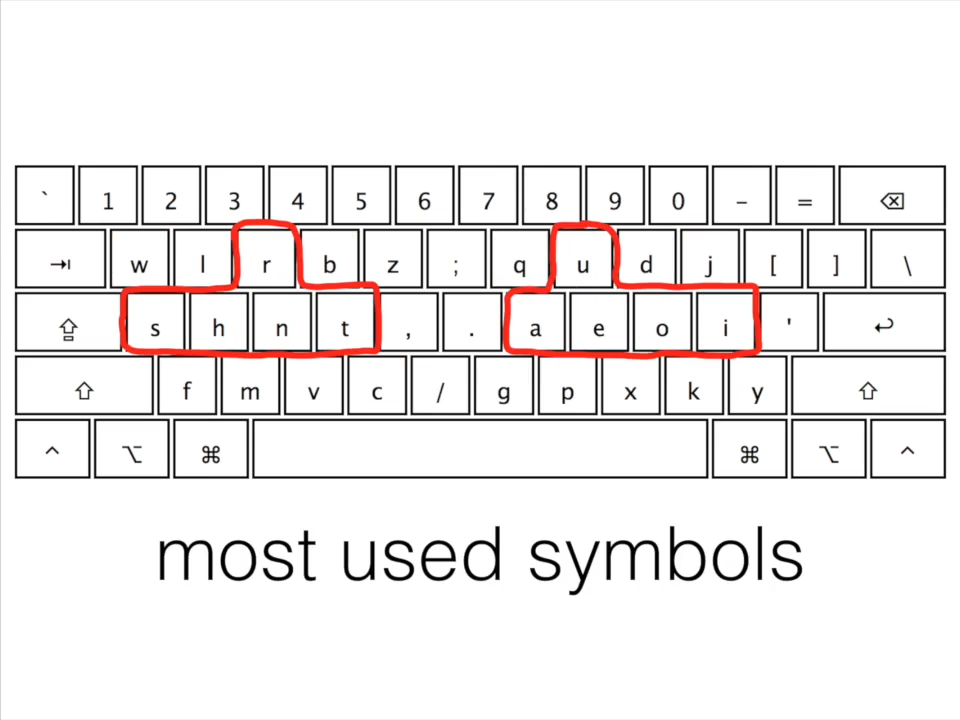 ` 1 2 3 4 5 6 7 8 9 0 - = ⌫
⇥ w l r b z ; q u d j [ ] \
⇪ s h n t , . a e o i ' ↩
⇧ f m v c / g p x k y ⇧
^ ⌥ ⌘ ⌘ ⌥ ^
most used symbols